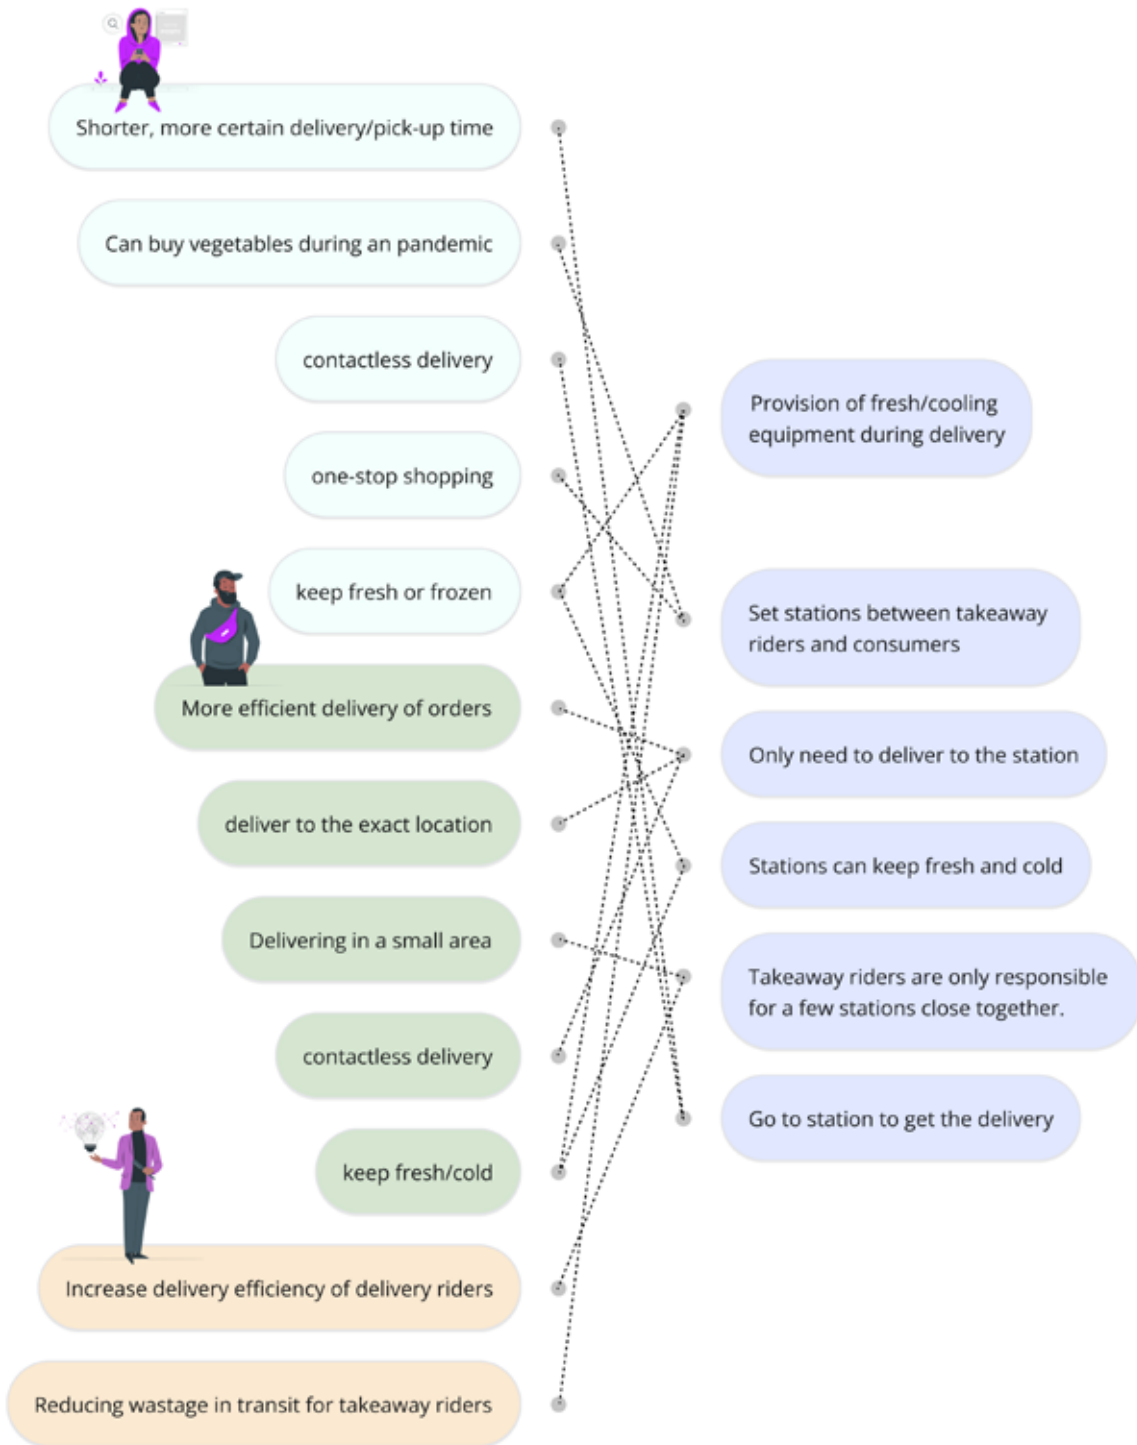 Shorter, more certain delivery/pick-up time
Can buy vegetables during an pandemic
contactless delivery
one-stop shopping
keep fresh or frozen
More efficient delivery of orders
deliver to the exact location
Delivering in a small area
contactless delivery
keep fresh/cold
Increase delivery efficiency of delivery riders
Reducing wastage in transit for takeaway riders
Provision of fresh/cooling
equipment during delivery
Set stations between takeaway
riders and consumers
Only need to deliver to the station
Stations can keep fresh and cold
Takeaway riders are only responsible
for a few stations close together.
Go to station to get the delivery